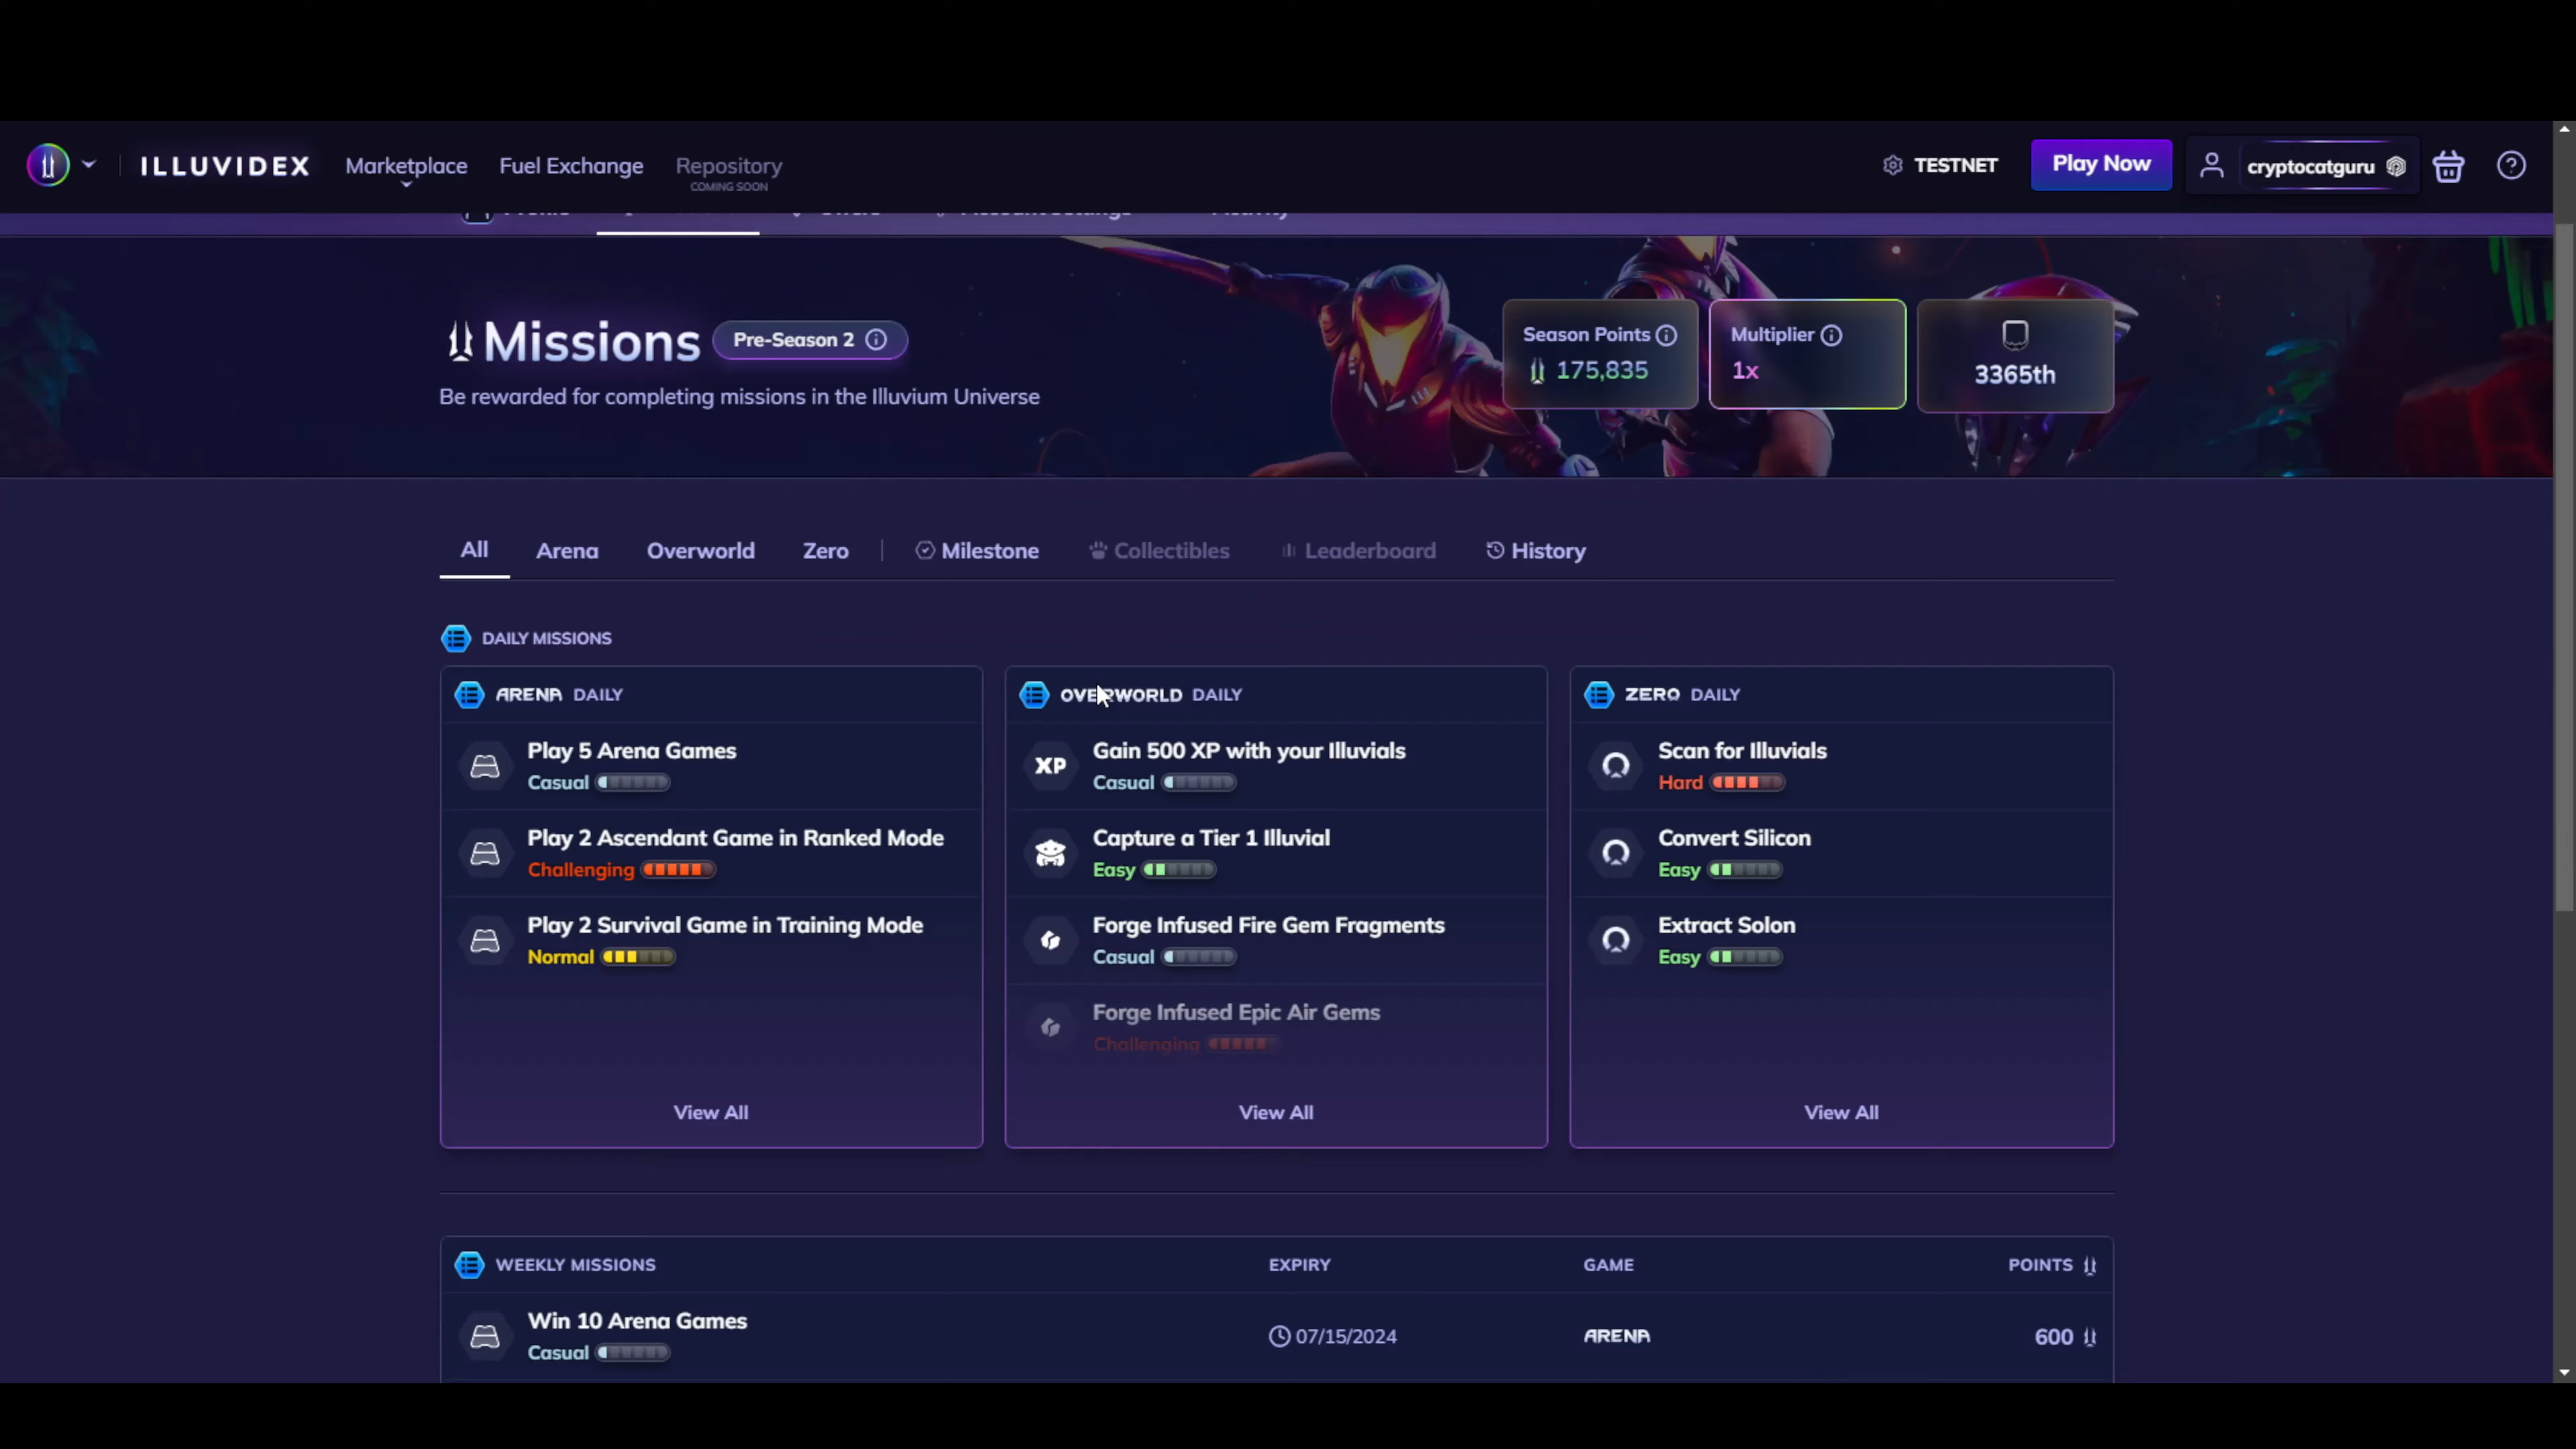 ILLUVIDEX Marketplace Fuel Exchange Repository TESTNET Play Now cryptocatguru
COMING SOON
Missions Pre-Season 2
Be rewarded for completing missions in the Illuvium Universe
Season Points
175,835
Multiplier
1x
3365th
All Arena Overworld Zero Milestone Collectibles Leaderboard History
DAILY MISSIONS
ARENA DAILY
Play 5 Arena Games
Casual
Play 2 Ascendant Game in Ranked Mode
Challenging
Play 2 Survival Game in Training Mode
Normal
View All
OVERWORLD DAILY
XP
Gain 500 XP with your Illuvials
Casual
Capture a Tier 1 Illuvial
Easy
Forge Infused Fire Gem Fragments
Casual
Forge Infused Epic Air Gems
Challenging
View All
ZERO DAILY
Scan for Illuvials
Hard
Convert Silicon
Easy
Extract Solon
Easy
View All
WEEKLY MISSIONS EXPIRY GAME POINTS
Win 10 Arena Games
Casual
07/15/2024 ARENA 600